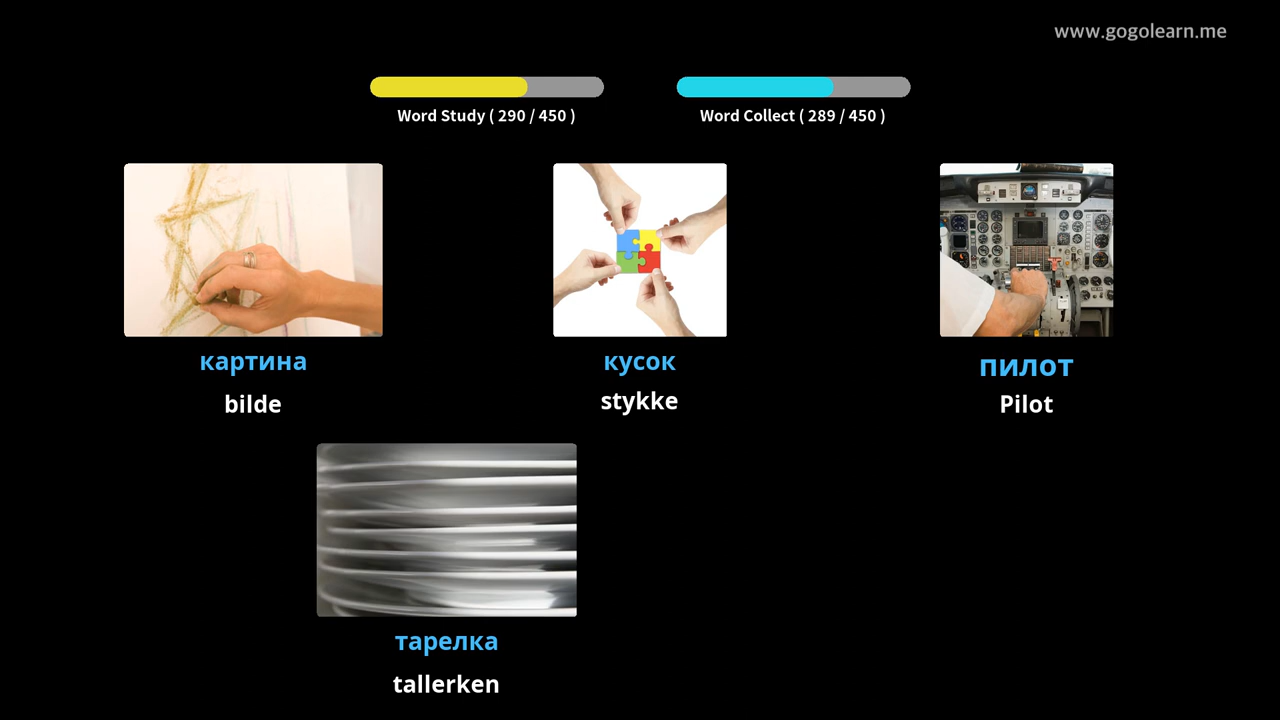 www.gogolearn.me
Word Study ( 290 / 450 )
Word Collect ( 289 / 450 )
картина
bilde
кусок
stykke
пилот
Pilot
тарелка
tallerken